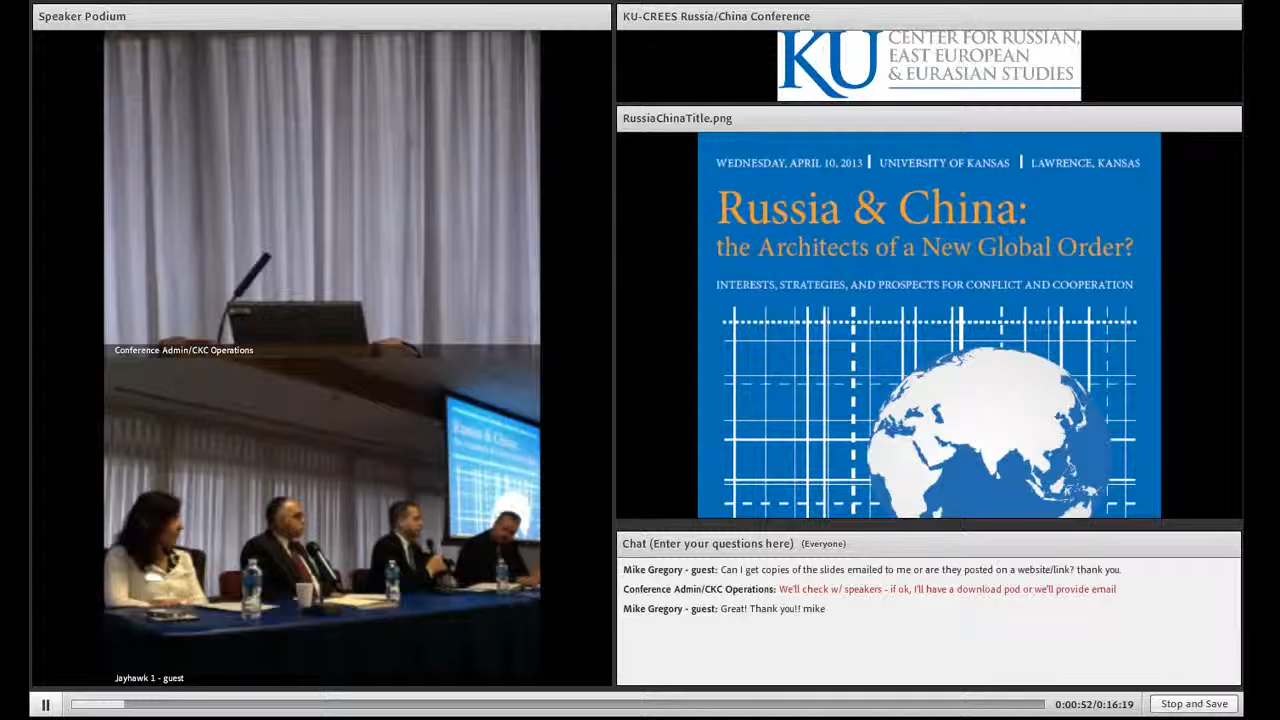 Speaker Podium
Conference Admin/CKC Operations
Russia & China
Jayhawk 1 - guest
KU-CREES Russia/China Conference
KU
CENTER FOR RUSSIAN,
EAST EUROPEAN
& EURASIAN STUDIES
RussiaChinaTitle.png
WEDNESDAY, APRIL 10, 2013 | UNIVERSITY OF KANSAS | LAWRENCE, KANSAS
Russia & China:
the Architects of a New Global Order?
INTERESTS, STRATEGIES, AND PROSPECTS FOR CONFLICT AND COOPERATION
Chat (Enter your questions here) (Everyone)
Mike Gregory - guest: Can I get copies of the slides emailed to me or are they posted on a website/link? thank you.
Conference Admin/CKC Operations: We'll check w/ speakers - if ok, I'll have a download pod or we'll provide email
Mike Gregory - guest: Great! Thank you!! mike
0:00:52/0:16:19
Stop and Save